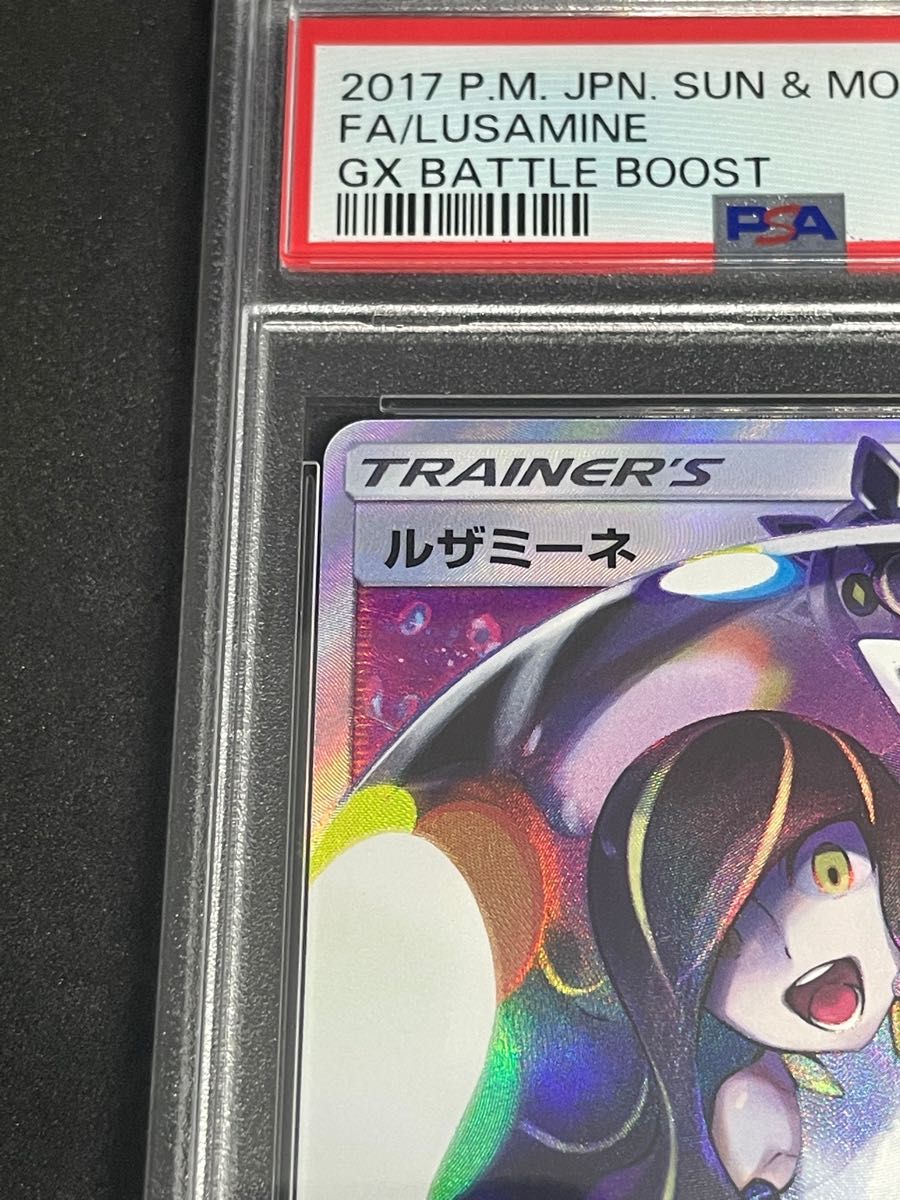 2017 P.M. JPN. SUN & MO
FA/LUSAMINE
GX BATTLE BOOST
PSA
TRAINER'S
ルザミーネ